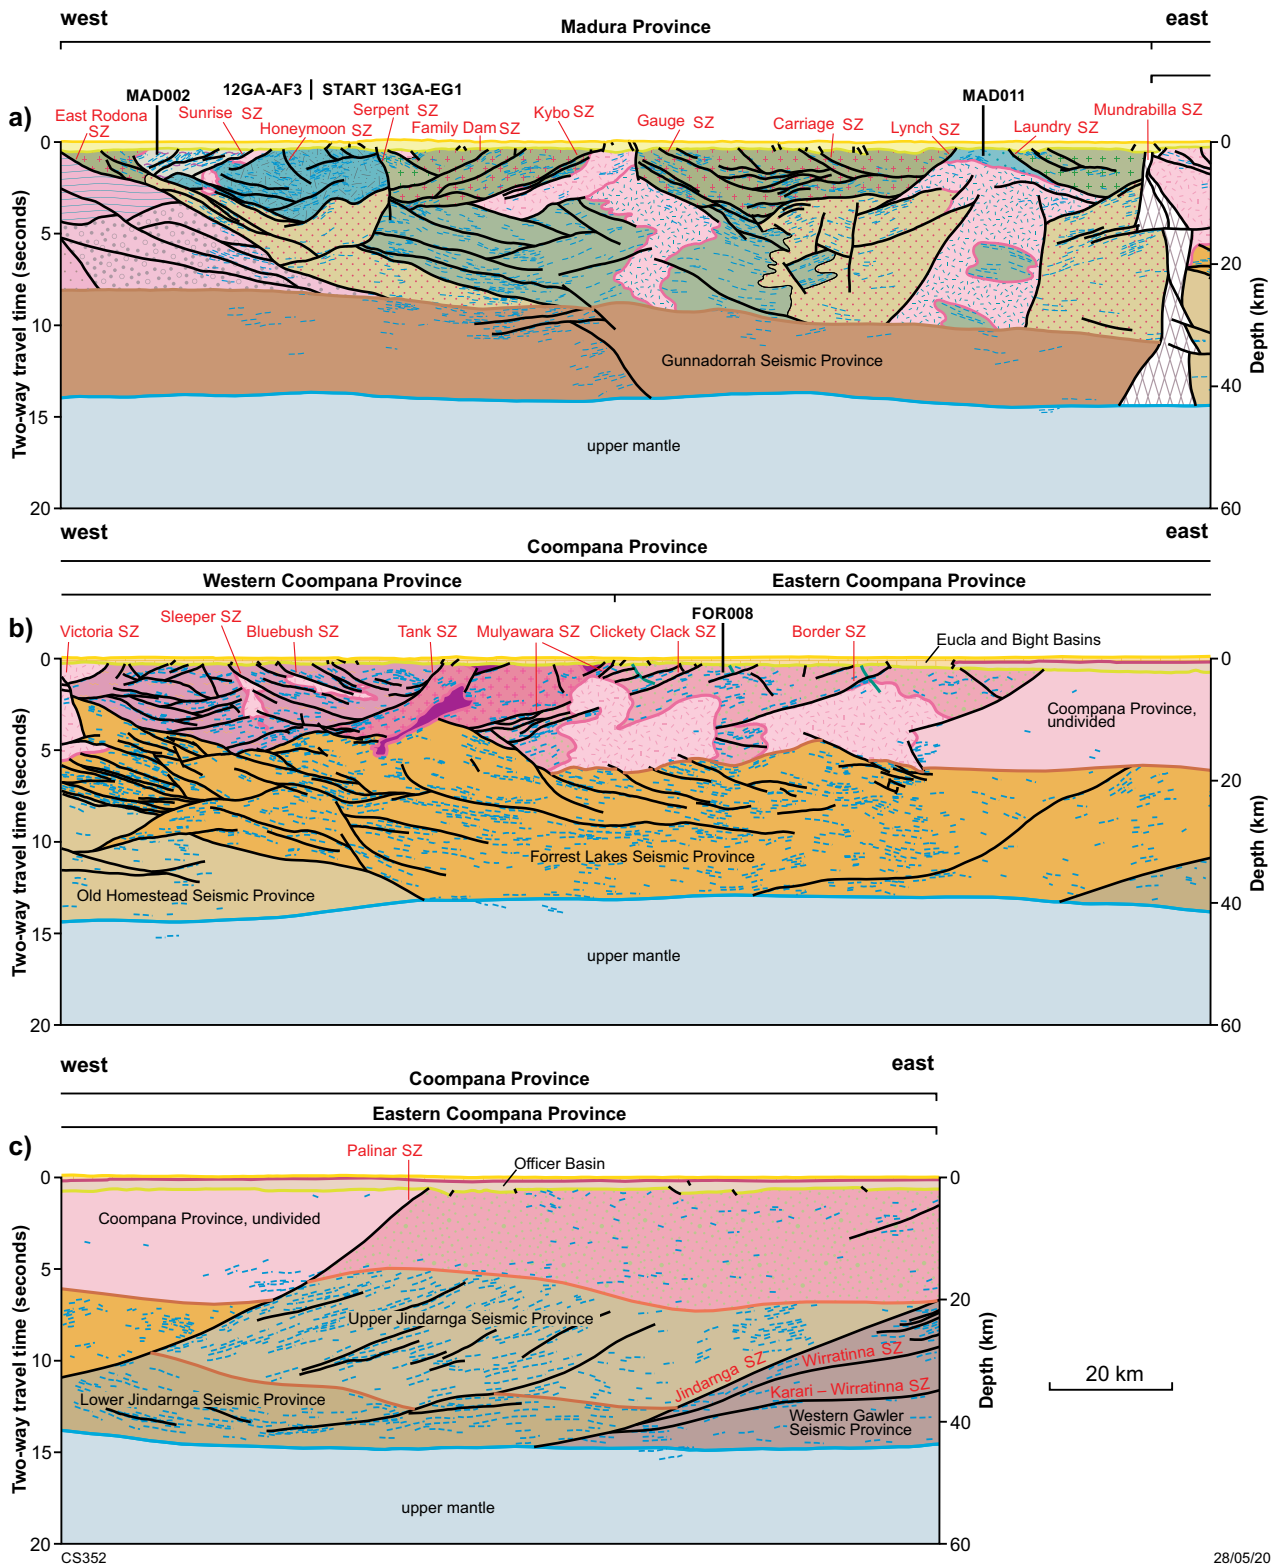 west
east
Madura Province
a)
MAD002
12GA-AF3 | START 13GA-EG1
MAD011
East Rodona
SZ
Sunrise SZ
Honeymoon SZ
Serpent SZ
Family Dam SZ
Kybo SZ
Gauge SZ
Carriage SZ
Lynch SZ
Laundry SZ
Mundrabilla SZ
Two-way travel time (seconds)
0
5
10
15
20
Depth (km)
0
20
40
60
Gunnadorrah Seismic Province
upper mantle
west
east
Coompana Province
Western Coompana Province
Eastern Coompana Province
b)
FOR008
Victoria SZ
Sleeper SZ
Bluebush SZ
Tank SZ
Mulyawara SZ
Clickety Clack SZ
Border SZ
Eucla and Bight Basins
Two-way travel time (seconds)
0
5
10
15
20
Depth (km)
0
20
40
60
Coompana Province,
undivided
Forrest Lakes Seismic Province
Old Homestead Seismic Province
upper mantle
west
east
Coompana Province
Eastern Coompana Province
c)
Palinar SZ
Officer Basin
Two-way travel time (seconds)
0
5
10
15
20
Depth (km)
0
20
40
60
Coompana Province, undivided
Upper Jindarnga Seismic Province
Lower Jindarnga Seismic Province
Jindarnga SZ
Wirratinna SZ
Karari – Wirratinna SZ
Western Gawler
Seismic Province
upper mantle
20 km
CS352
28/05/20